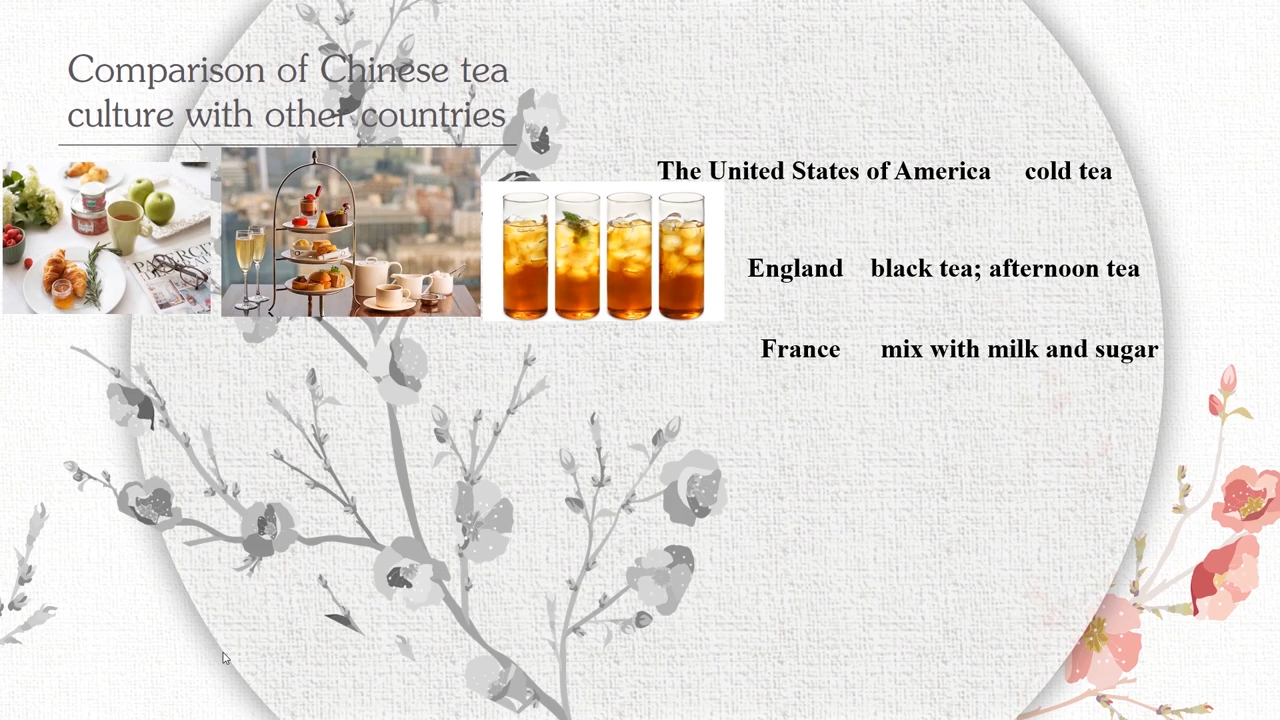 Comparison of Chinese tea
culture with other countries
The United States of America cold tea
England black tea; afternoon tea
France mix with milk and sugar